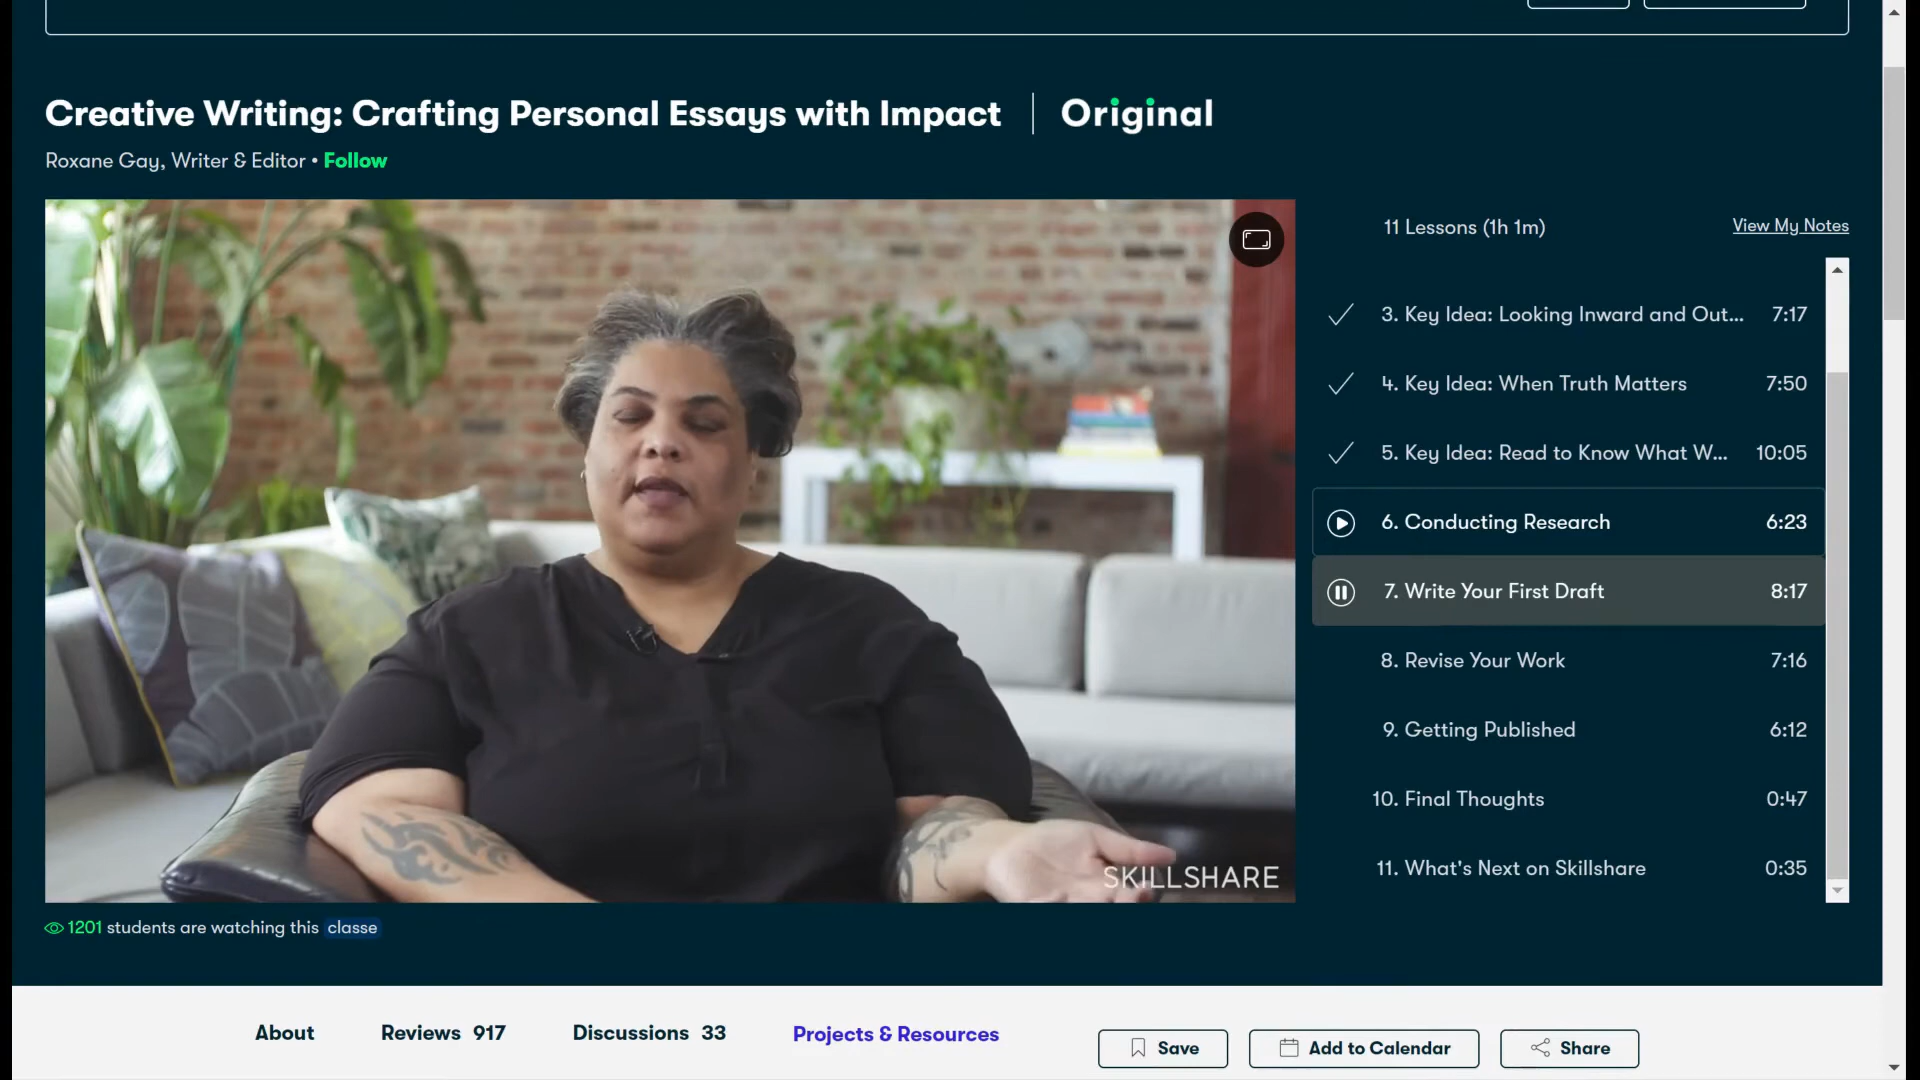 Creative Writing: Crafting Personal Essays with Impact | Original
Roxane Gay, Writer & Editor • Follow
11 Lessons (1h 1m) View My Notes
3. Key Idea: Looking Inward and Out... 7:17
4. Key Idea: When Truth Matters 7:50
5. Key Idea: Read to Know What W... 10:05
6. Conducting Research 6:23
7. Write Your First Draft 8:17
8. Revise Your Work 7:16
9. Getting Published 6:12
10. Final Thoughts 0:47
11. What's Next on Skillshare 0:35
SKILLSHARE
1201 students are watching this classe
About Reviews 917 Discussions 33 Projects & Resources
Save Add to Calendar Share